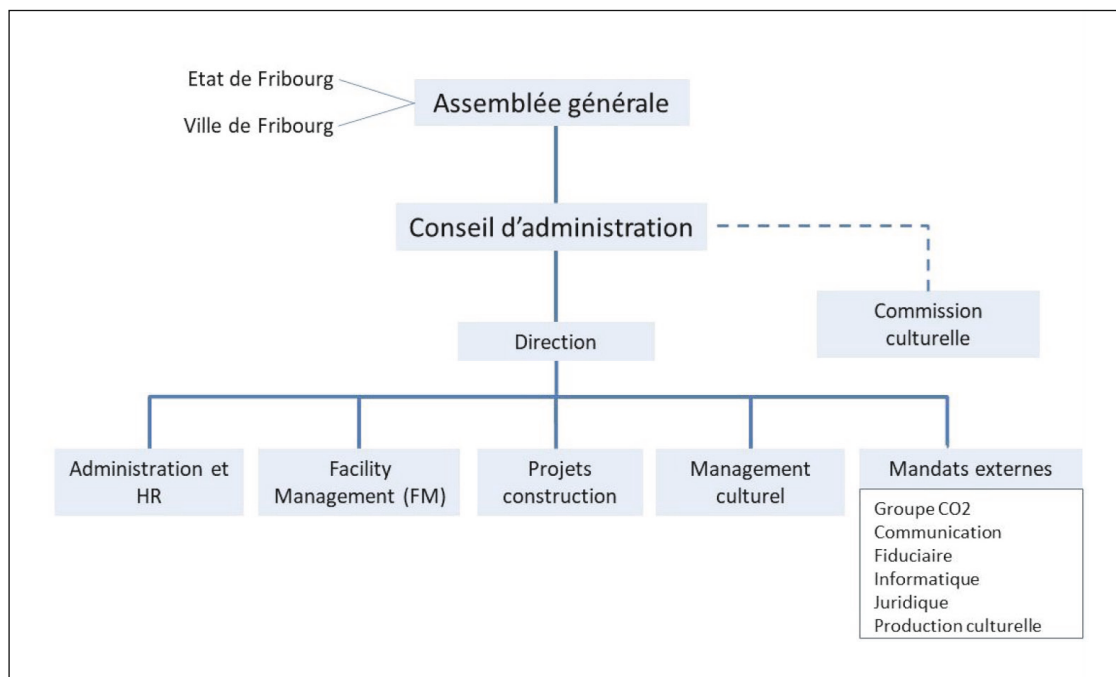 Etat de Fribourg
Ville de Fribourg
Assemblée générale
Conseil d’administration
Commission
culturelle
Direction
Administration et
HR
Facility
Management (FM)
Projets
construction
Management
culturel
Mandats externes
Groupe CO2
Communication
Fiduciaire
Informatique
Juridique
Production culturelle